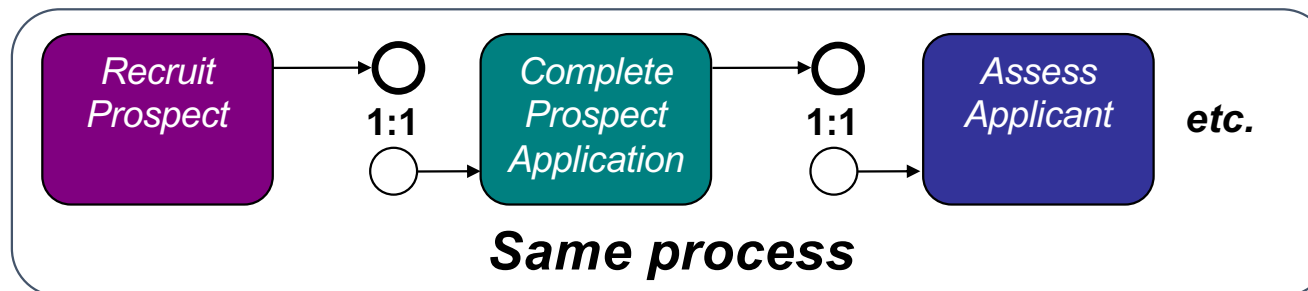 Recruit
Prospect
1:1
Complete
Prospect
Application
1:1
Assess
Applicant
etc.
Same process